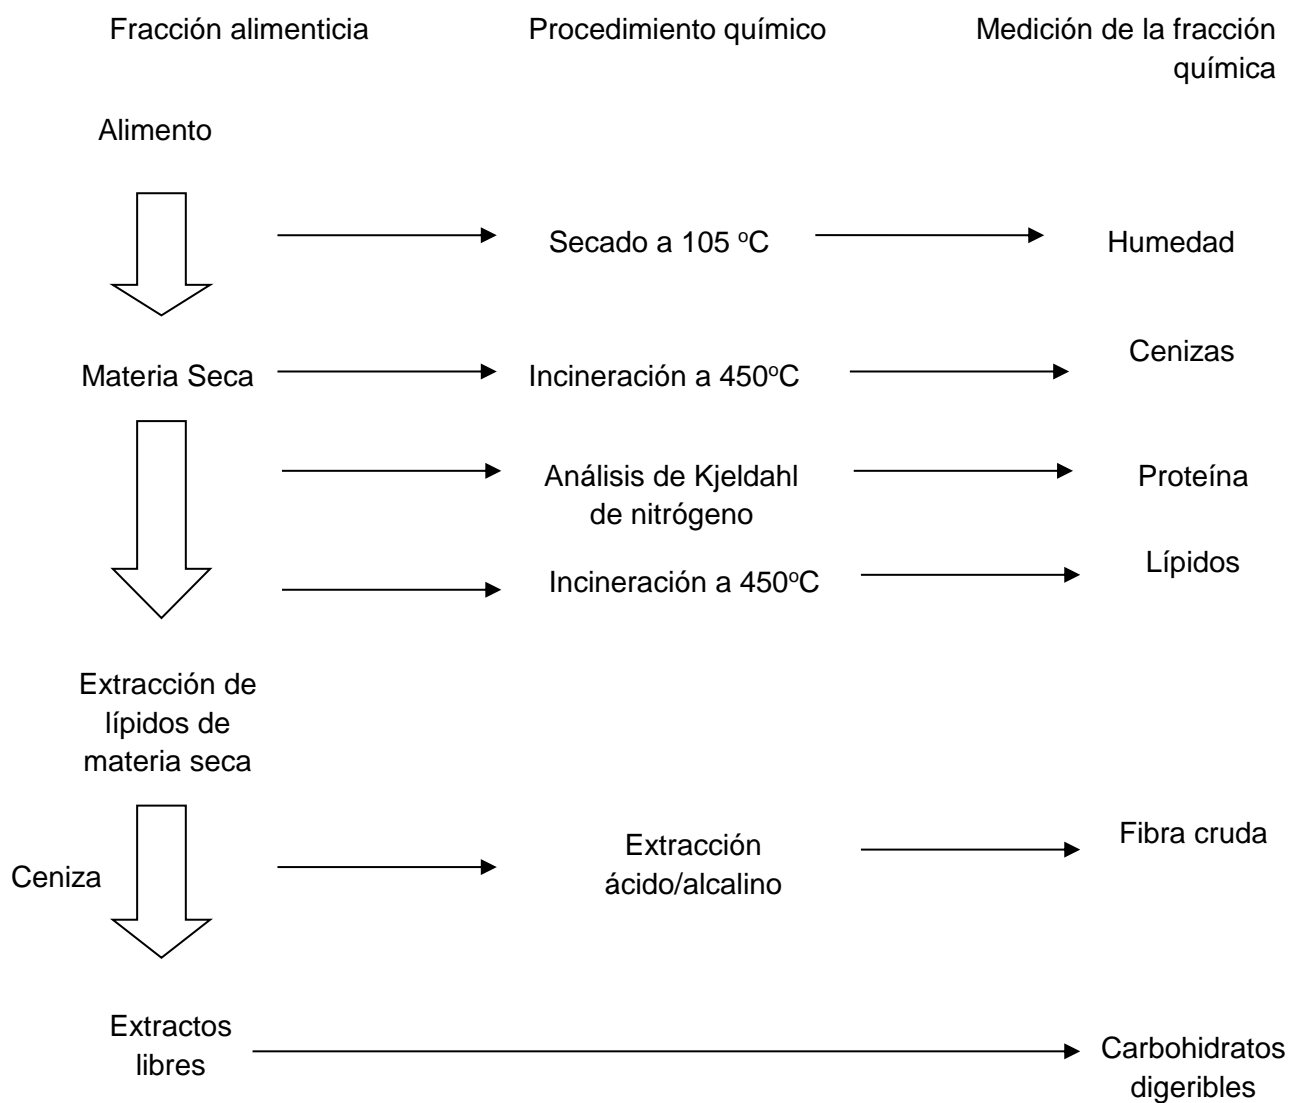 Fracción alimenticia
Procedimiento químico
Medición de la fracción
química
Alimento
Secado a 105 ºC
Humedad
Materia Seca
Incineración a 450ºC
Cenizas
Análisis de Kjeldahl
de nitrógeno
Proteína
Incineración a 450ºC
Lípidos
Extracción de
lípidos de
materia seca
Ceniza
Extracción
ácido/alcalino
Fibra cruda
Extractos
libres
Carbohidratos
digeribles